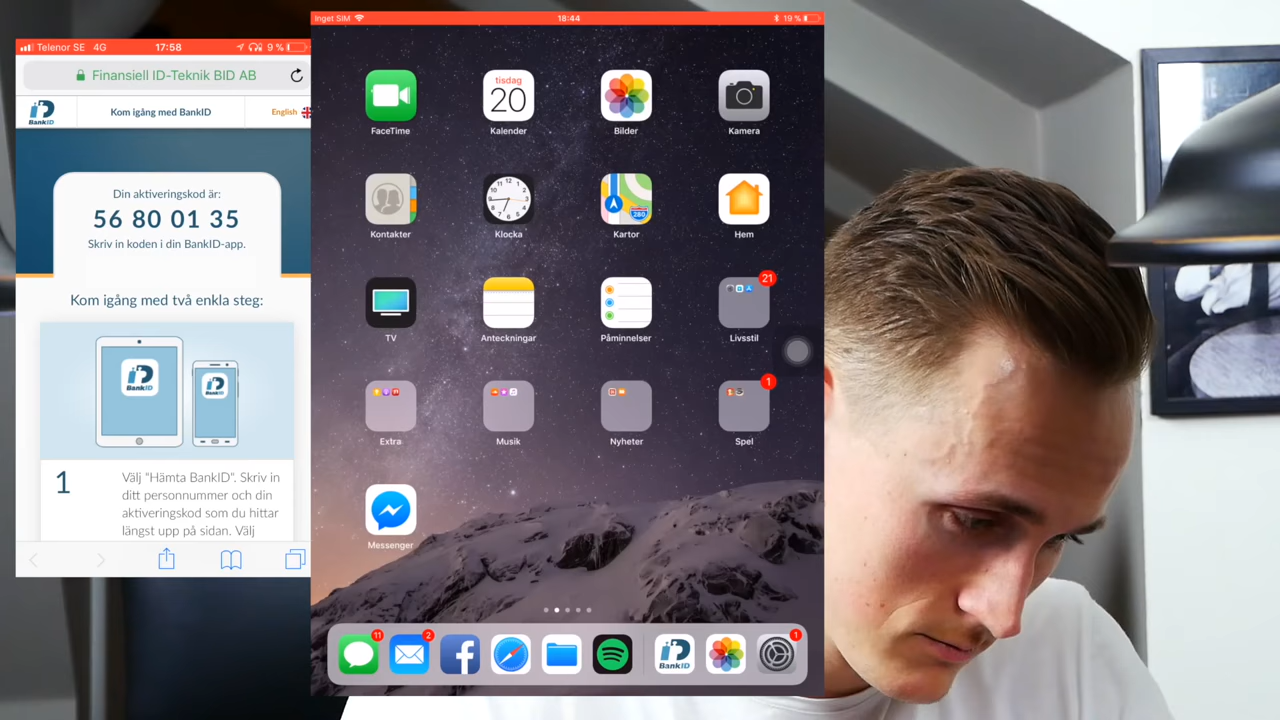 Telenor SE 4G 17:58 9 %
Finansiell ID-Teknik BID AB
BankID
Kom igång med BankID
English
Din aktiveringskod är:
56 80 01 35
Skriv in koden i din BankID-app.
Kom igång med två enkla steg:
BankID
BankID
1
Välj "Hämta BankID". Skriv in
ditt personnummer och din
aktiveringskod som du hittar
längst upp på sidan. Välj
Inget SIM 18:44 19 %
tisdag
20
280
FaceTime
Kalender
Bilder
Kamera
Kontakter
Klocka
Kartor
Hem
21
TV
Anteckningar
Påminnelser
Livsstil
1
Extra
Musik
Nyheter
Spel
Messenger
11
2
1
BankID